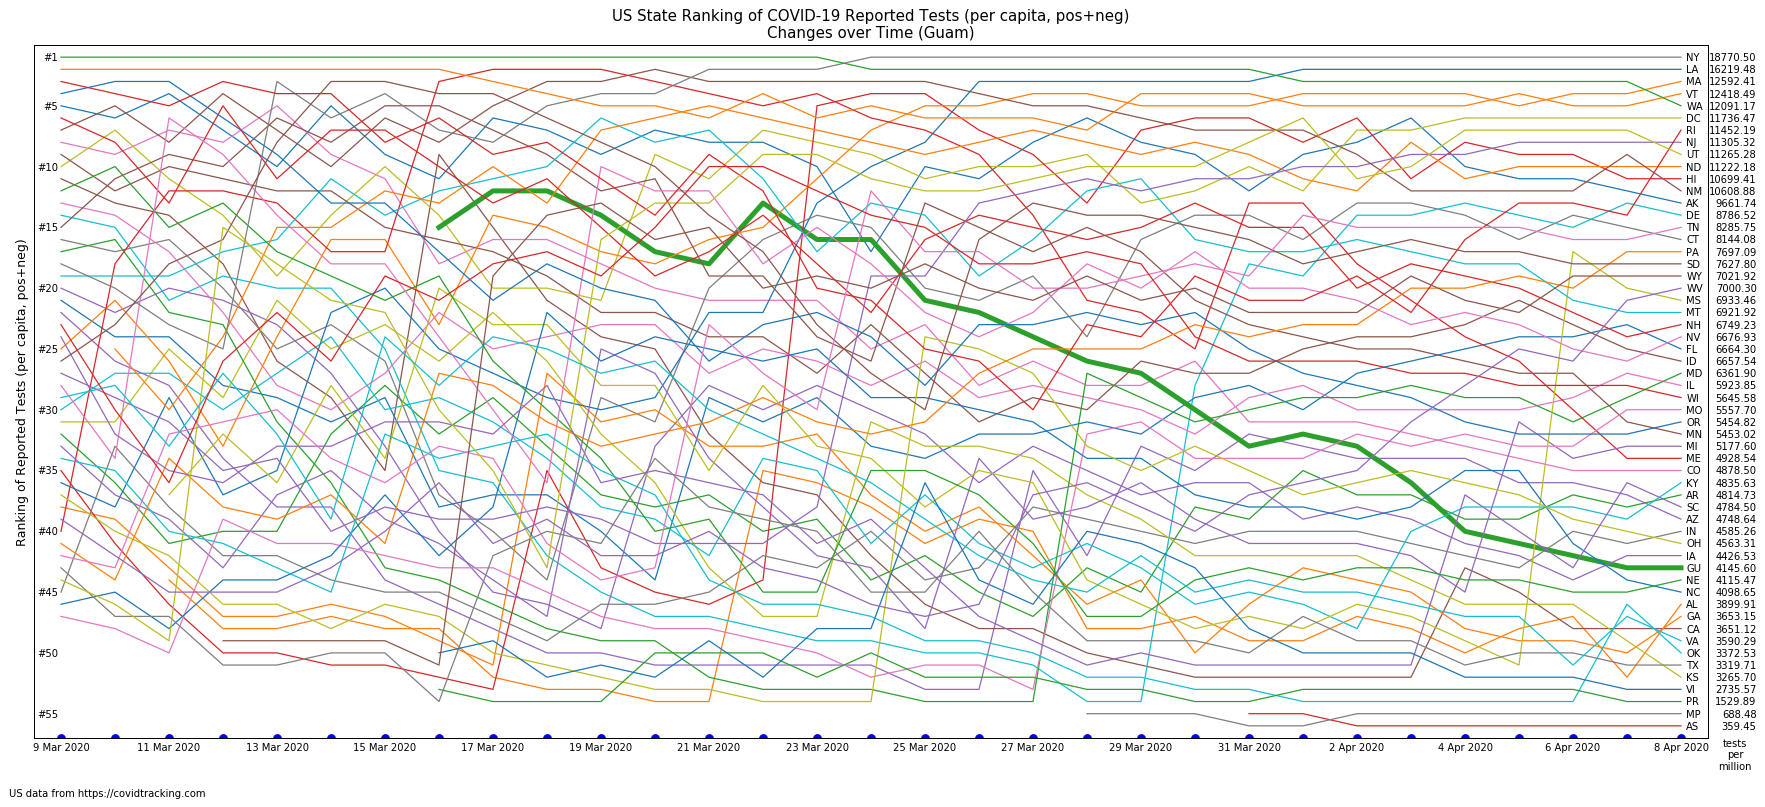 US State Ranking of COVID-19 Reported Tests (per capita, pos+neg)
Changes over Time (Guam)
Ranking of Reported Tests (per capita, pos+neg)
#1
#5
#10
#15
#20
#25
#30
#35
#40
#45
#50
#55
NY 18770.50
LA 16219.48
MA 12592.41
VT 12418.49
WA 12091.17
DC 11736.47
RI 11452.19
NJ 11305.32
UT 11265.28
ND 11222.18
HI 10699.41
NM 10608.88
AK 9661.74
DE 8786.52
TN 8285.75
CT 8144.08
PA 7697.09
SD 7627.80
WY 7021.92
WV 7000.30
MS 6933.46
MT 6921.92
NH 6749.23
NV 6676.93
FL 6664.30
ID 6657.54
MD 6361.90
IL 5923.85
WI 5645.58
MO 5557.70
OR 5454.82
MN 5453.02
MI 5177.60
ME 4928.54
CO 4878.50
KY 4835.63
AR 4814.73
SC 4784.50
AZ 4748.64
IN 4585.26
OH 4563.31
IA 4426.53
GU 4145.60
NE 4115.47
NC 4098.65
AL 3899.91
GA 3653.15
CA 3651.12
VA 3590.29
OK 3372.53
TX 3319.71
KS 3265.70
VI 2735.57
PR 1529.89
MP 688.48
AS 359.45
9 Mar 2020 11 Mar 2020 13 Mar 2020 15 Mar 2020 17 Mar 2020 19 Mar 2020 21 Mar 2020 23 Mar 2020 25 Mar 2020 27 Mar 2020 29 Mar 2020 31 Mar 2020 2 Apr 2020 4 Apr 2020 6 Apr 2020 8 Apr 2020
tests
per
million
US data from https://covidtracking.com